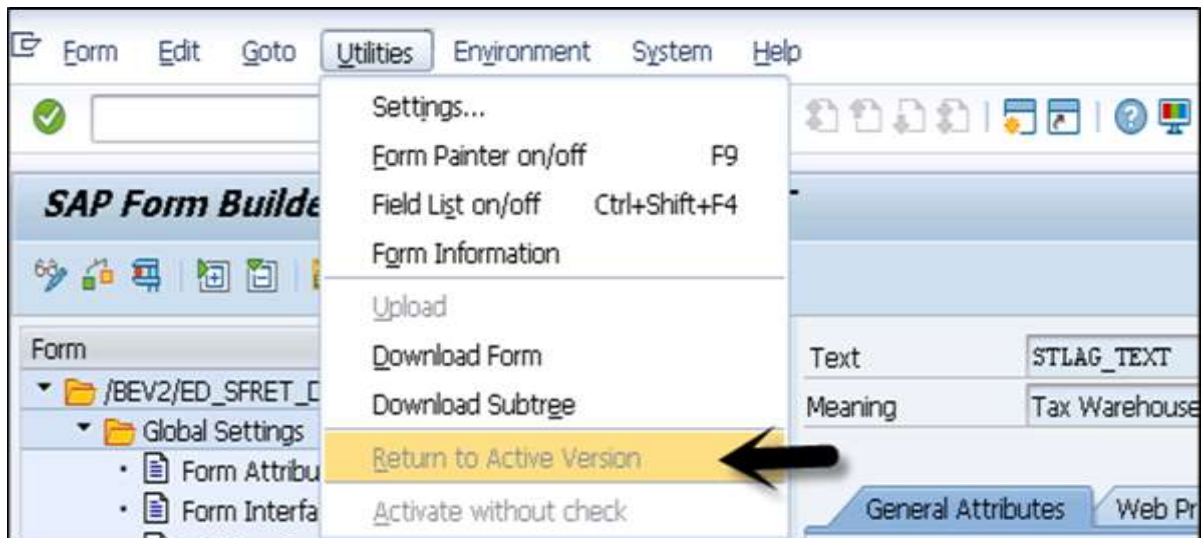 Form Edit Goto Utilities Environment System Help
Settings...
Form Painter on/off F9
SAP Form Builde
Field List on/off Ctrl+Shift+F4
Form Information
Upload
Form
Download Form
Text STLAG_TEXT
/BEV2/ED_SFRET_D
Download Subtree
Meaning Tax Warehouse
Global Settings
Return to Active Version
Form Attribu
Form Interfa
Activate without check
General Attributes Web Pr